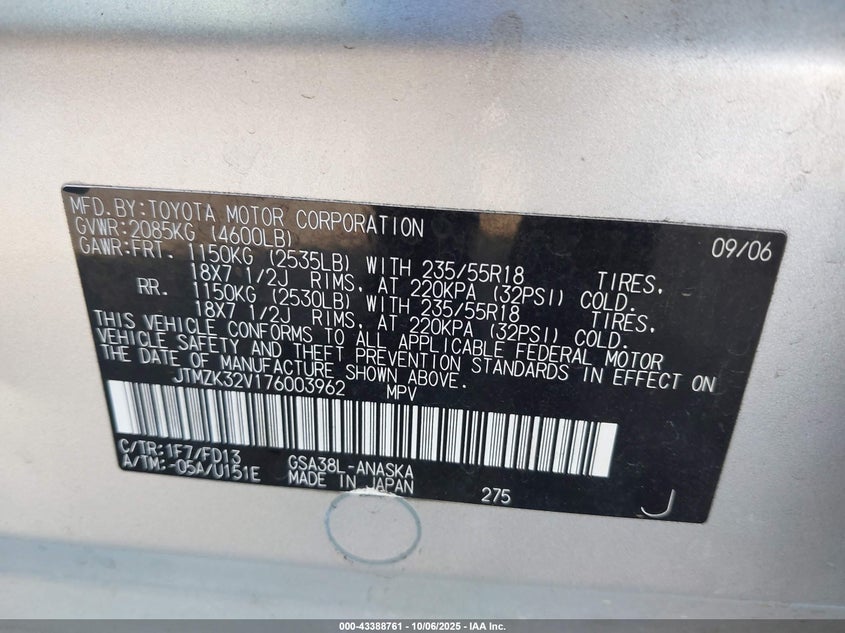 MFD.BY:TOYOTA MOTOR CORPORATION 09/06
GVWR:2085KG (4600LB)
GAWR:FRT. 1150KG (2535LB) WITH 235/55R18 TIRES,
18X7 1/2J RIMS, AT 220KPA (32PSI) COLD.
RR. 1150KG (2530LB) WITH 235/55R18 TIRES,
18X7 1/2J RIMS, AT 220KPA (32PSI) COLD.
THIS VEHICLE CONFORMS TO ALL APPLICABLE FEDERAL MOTOR
VEHICLE SAFETY AND THEFT PREVENTION STANDARDS IN EFFECT ON
THE DATE OF MANUFACTURE SHOWN ABOVE.
JTMZK32V176003962 MPV
C/TR:1F7/FD13 GSA38L-ANASKA
A/TM:-05A/U151E MADE IN JAPAN 275 J
000-43388761 - 10/06/2025 - IAA Inc.